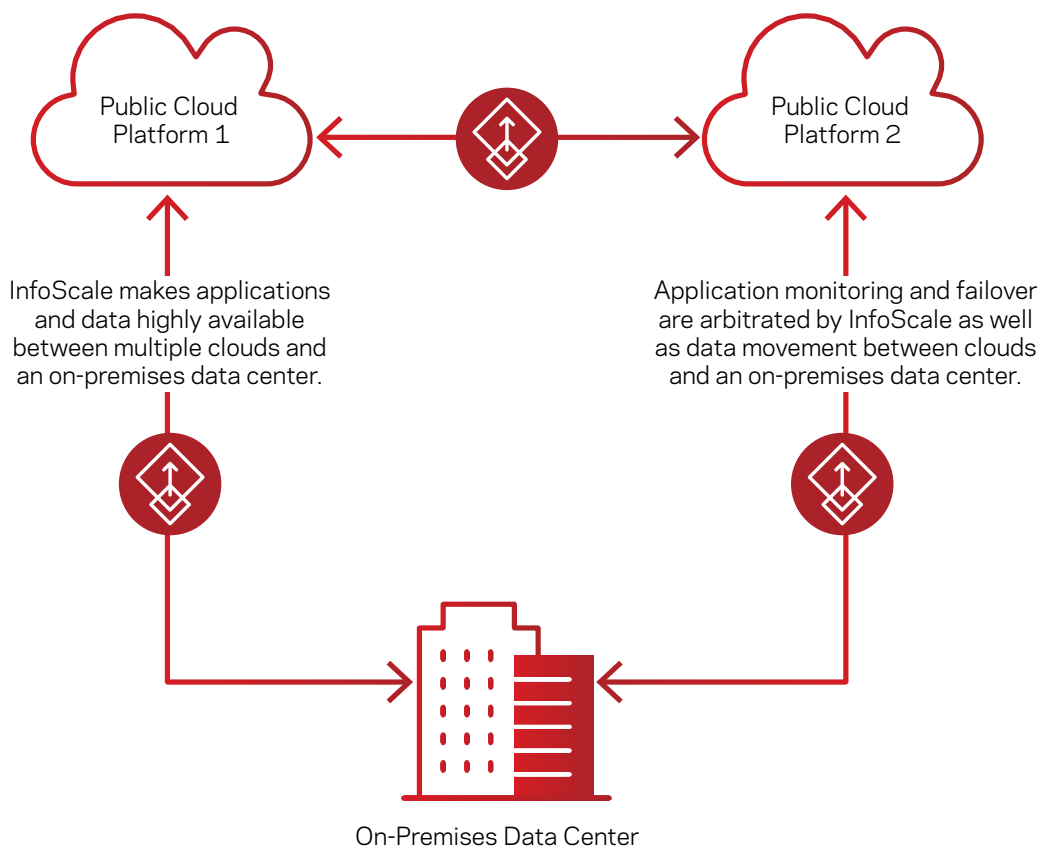 Public Cloud
Platform 1
Public Cloud
Platform 2
InfoScale makes applications
and data highly available
between multiple clouds and
an on-premises data center.
Application monitoring and failover
are arbitrated by InfoScale as well
as data movement between clouds
and an on-premises data center.
On-Premises Data Center